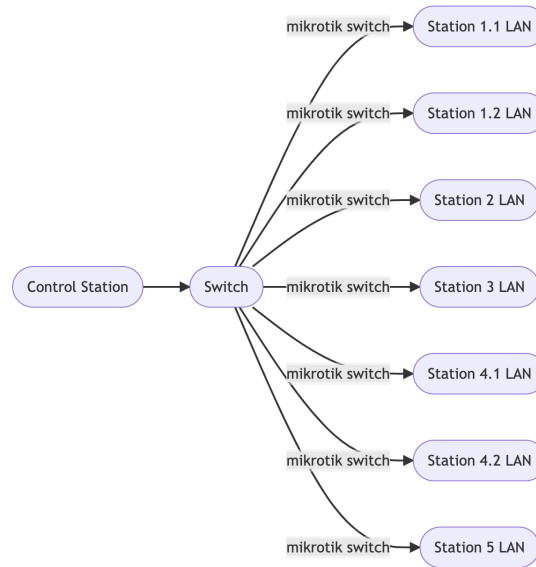 mikrotik switch
Station 1.1 LAN
mikrotik switch
Station 1.2 LAN
mikrotik switch
Station 2 LAN
Control Station
Switch
mikrotik switch
Station 3 LAN
mikrotik switch
Station 4.1 LAN
mikrotik switch
Station 4.2 LAN
mikrotik switch
Station 5 LAN